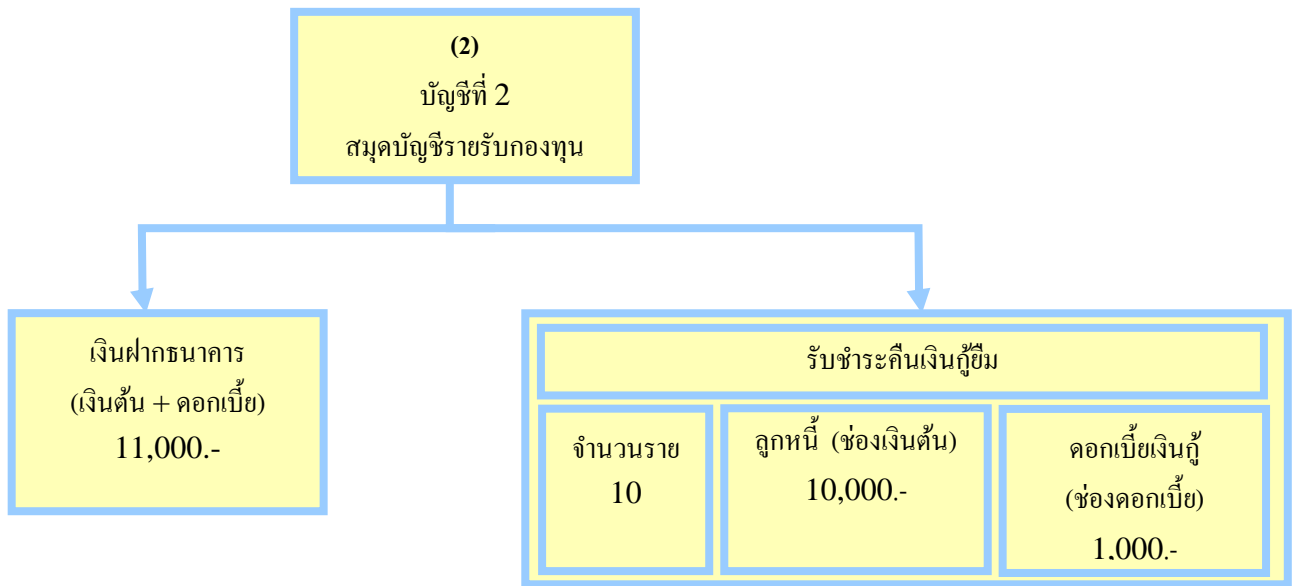 (2)
บัญชีที่ 2
สมุดบัญชีรายรับกองทุน
เงินฝากธนาคาร
(เงินต้น + ดอกเบี้ย)
11,000.-
รับชำระคืนเงินกู้ยืม
จำนวนราย
10
ลูกหนี้ (ช่องเงินต้น)
10,000.-
ดอกเบี้ยเงินกู้
(ช่องดอกเบี้ย)
1,000.-